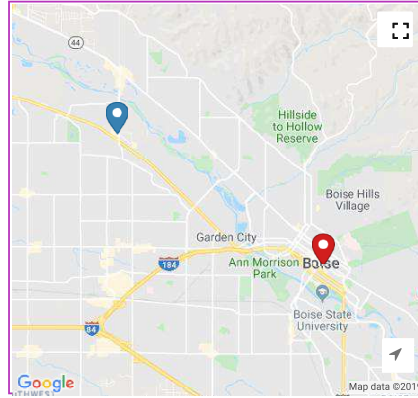 44
Hillside
to Hollow
Reserve
Boise Hills
Village
Garden City
Ann Morrison
Park
Boise
184
Boise State
University
84
Google
Map data ©2019